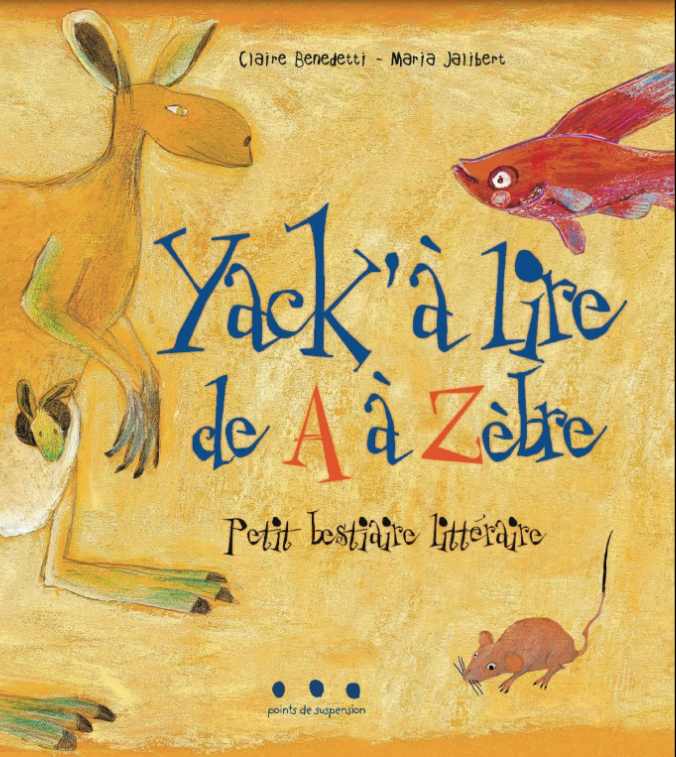 Claire Benedetti - Maria Jalibert
Yack'à lire
de A à Zèbre
Petit bestiaire littéraire
points de suspension